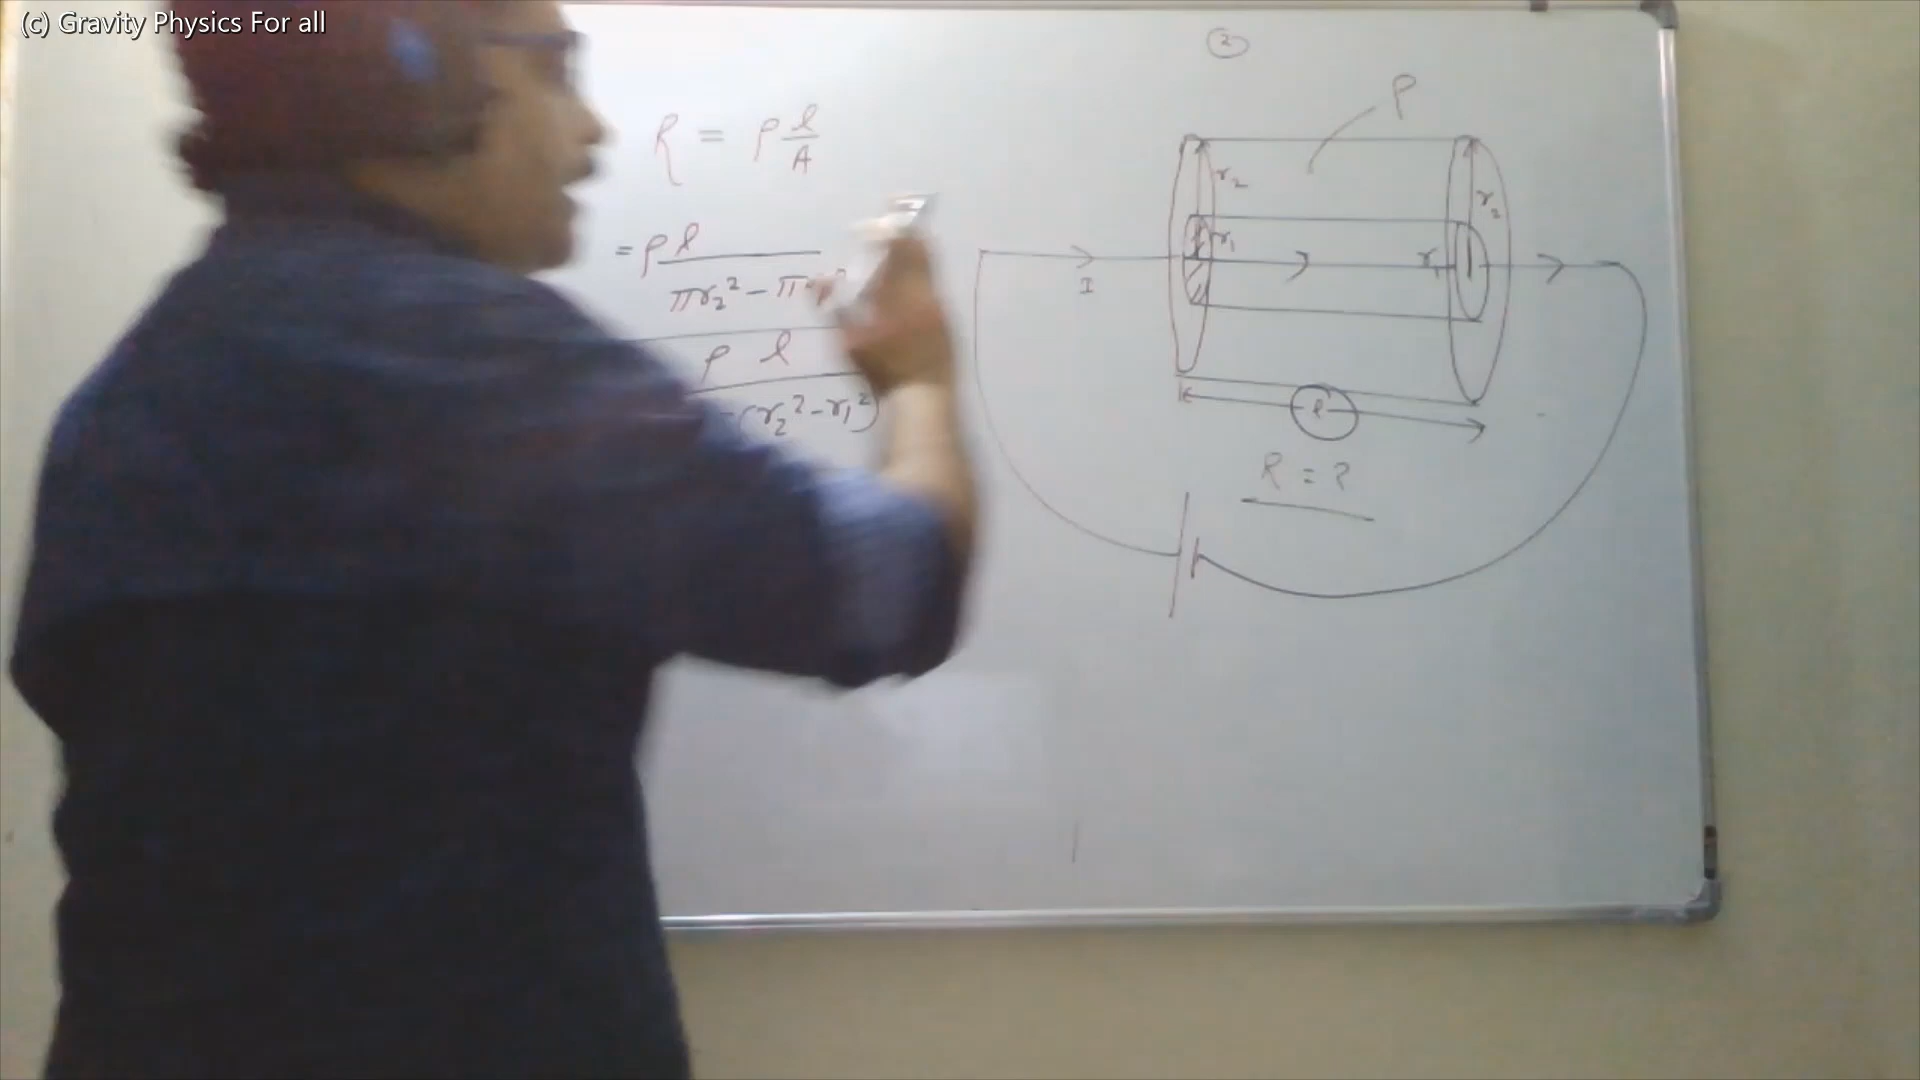 (c) Gravity Physics For all
②
ρ
R = ρ l/A
r₂
r₂
= ρ l
πr₂² - π
r₁
r₁
I
ρ l
(r₂² - r₁²)
l
R = ?